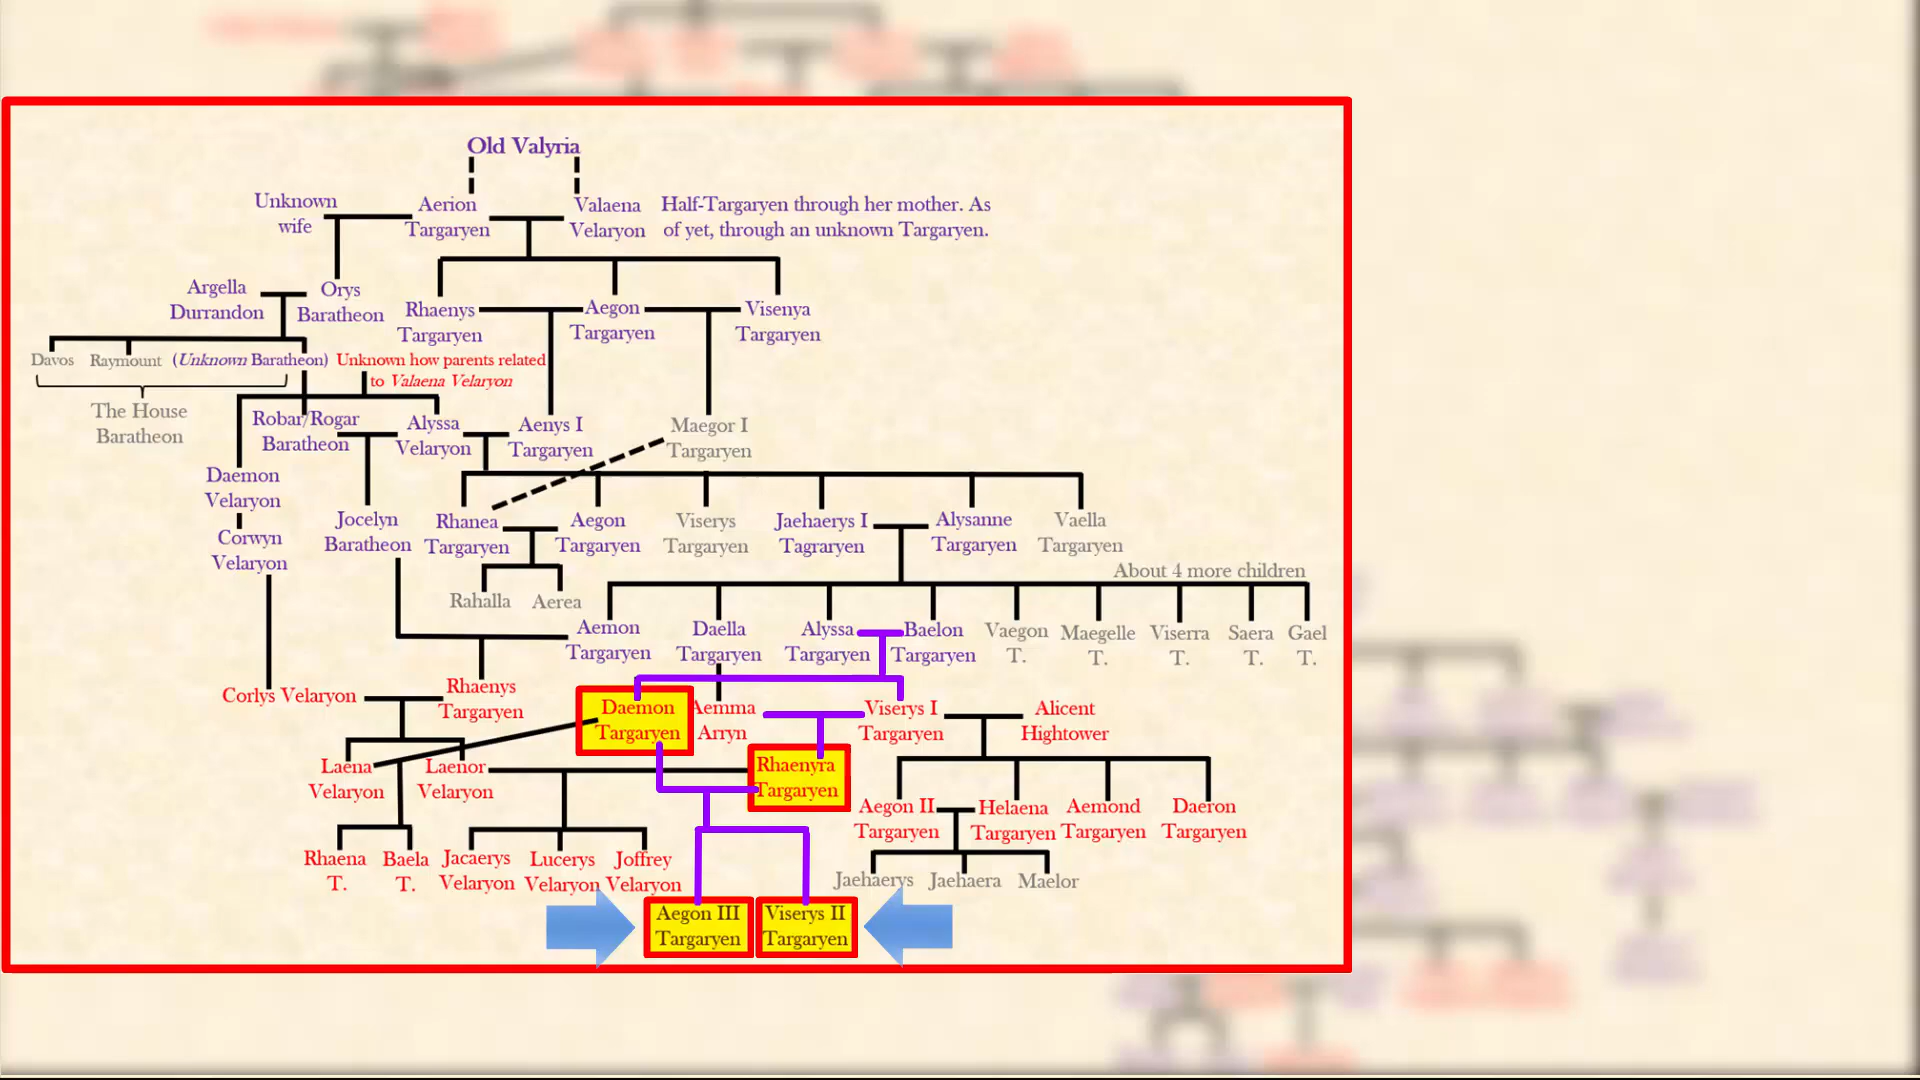 Old Valyria
Unknown
wife
Aerion
Targaryen
Valaena
Velaryon
Half-Targaryen through her mother. As
of yet, through an unknown Targaryen.
Argella
Durrandon
Orys
Baratheon
Rhaenys
Targaryen
Aegon
Targaryen
Visenya
Targaryen
Davos
Raymount
(Unknown Baratheon)
Unknown how parents related
to Valaena Velaryon
The House
Baratheon
Robar/Rogar
Baratheon
Alyssa
Velaryon
Aenys I
Targaryen
Maegor I
Targaryen
Daemon
Velaryon
Corwyn
Velaryon
Jocelyn
Baratheon
Rhanea
Targaryen
Aegon
Targaryen
Viserys
Targaryen
Jaehaerys I
Tagraryen
Alysanne
Targaryen
Vaella
Targaryen
About 4 more children
Rahalla
Aerea
Aemon
Targaryen
Daella
Targaryen
Alyssa
Targaryen
Baelon
Targaryen
Vaegon
T.
Maegelle
T.
Viserra
T.
Saera
T.
Gael
T.
Corlys Velaryon
Rhaenys
Targaryen
Daemon
Targaryen
Aemma
Arryn
Viserys I
Targaryen
Alicent
Hightower
Laena
Velaryon
Laenor
Velaryon
Rhaenyra
Targaryen
Aegon II
Targaryen
Helaena
Targaryen
Aemond
Targaryen
Daeron
Targaryen
Rhaena
T.
Baela
T.
Jacaerys
Velaryon
Lucerys
Velaryon
Joffrey
Velaryon
Jaehaerys
Jaehaera
Maelor
Aegon III
Targaryen
Viserys II
Targaryen